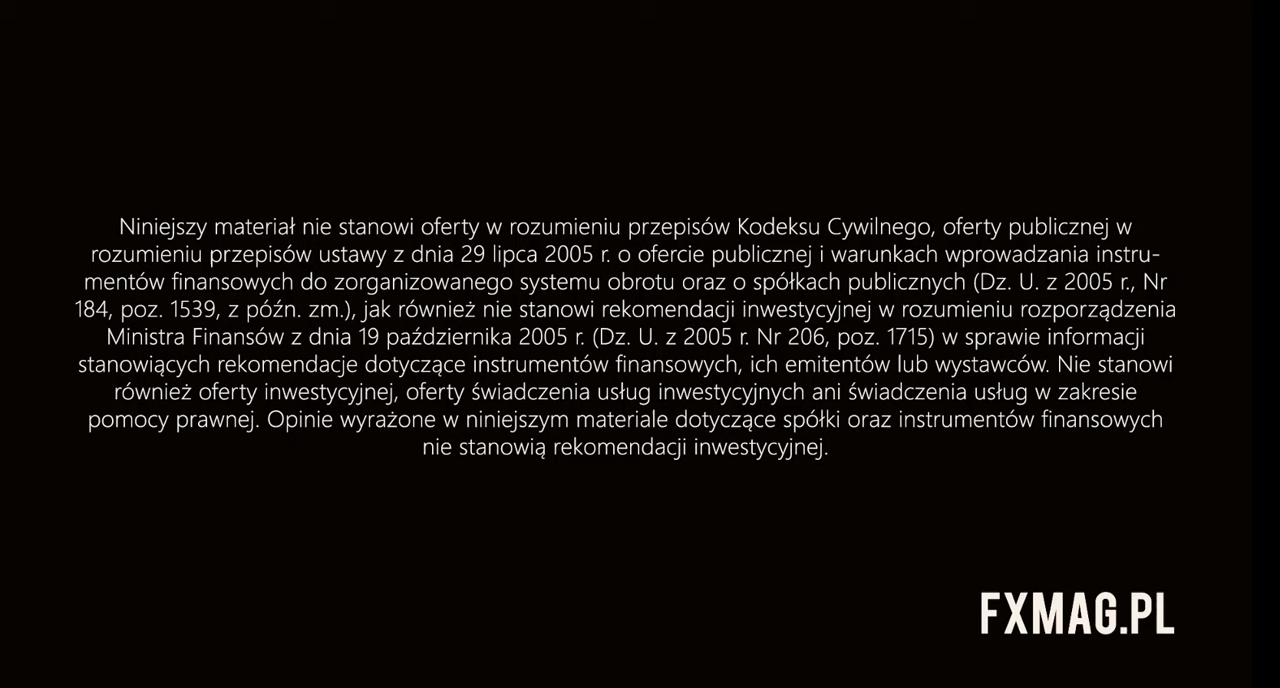 Niniejszy materiał nie stanowi oferty w rozumieniu przepisów Kodeksu Cywilnego, oferty publicznej w
rozumieniu przepisów ustawy z dnia 29 lipca 2005 r. o ofercie publicznej i warunkach wprowadzania instru-
mentów finansowych do zorganizowanego systemu obrotu oraz o spółkach publicznych (Dz. U. z 2005 r., Nr
184, poz. 1539, z późn. zm.), jak również nie stanowi rekomendacji inwestycyjnej w rozumieniu rozporządzenia
Ministra Finansów z dnia 19 października 2005 r. (Dz. U. z 2005 r. Nr 206, poz. 1715) w sprawie informacji
stanowiących rekomendacje dotyczące instrumentów finansowych, ich emitentów lub wystawców. Nie stanowi
również oferty inwestycyjnej, oferty świadczenia usług inwestycyjnych ani świadczenia usług w zakresie
pomocy prawnej. Opinie wyrażone w niniejszym materiale dotyczące spółki oraz instrumentów finansowych
nie stanowią rekomendacji inwestycyjnej.
FXMAG.PL